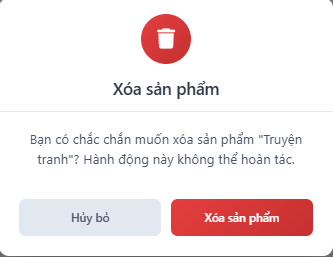 Xóa sản phẩm
Bạn có chắc chắn muốn xóa sản phẩm "Truyện
tranh"? Hành động này không thể hoàn tác.
Hủy bỏ
Xóa sản phẩm